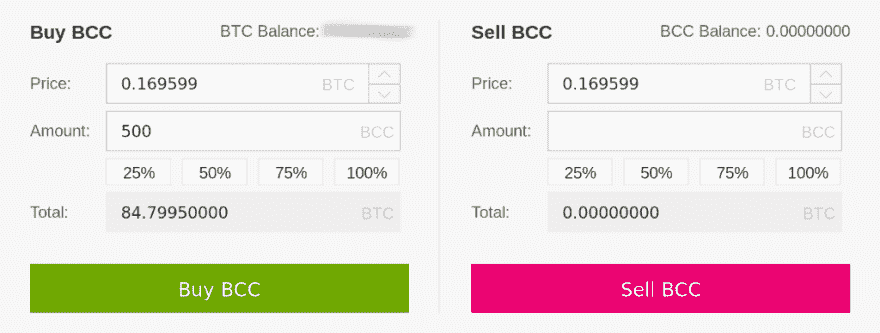 Buy BCC
BTC Balance:
Price: 0.169599 BTC
Amount: 500 BCC
25% 50% 75% 100%
Total: 84.79950000 BTC
Buy BCC
Sell BCC
BCC Balance: 0.00000000
Price: 0.169599 BTC
Amount: BCC
25% 50% 75% 100%
Total: 0.00000000 BTC
Sell BCC